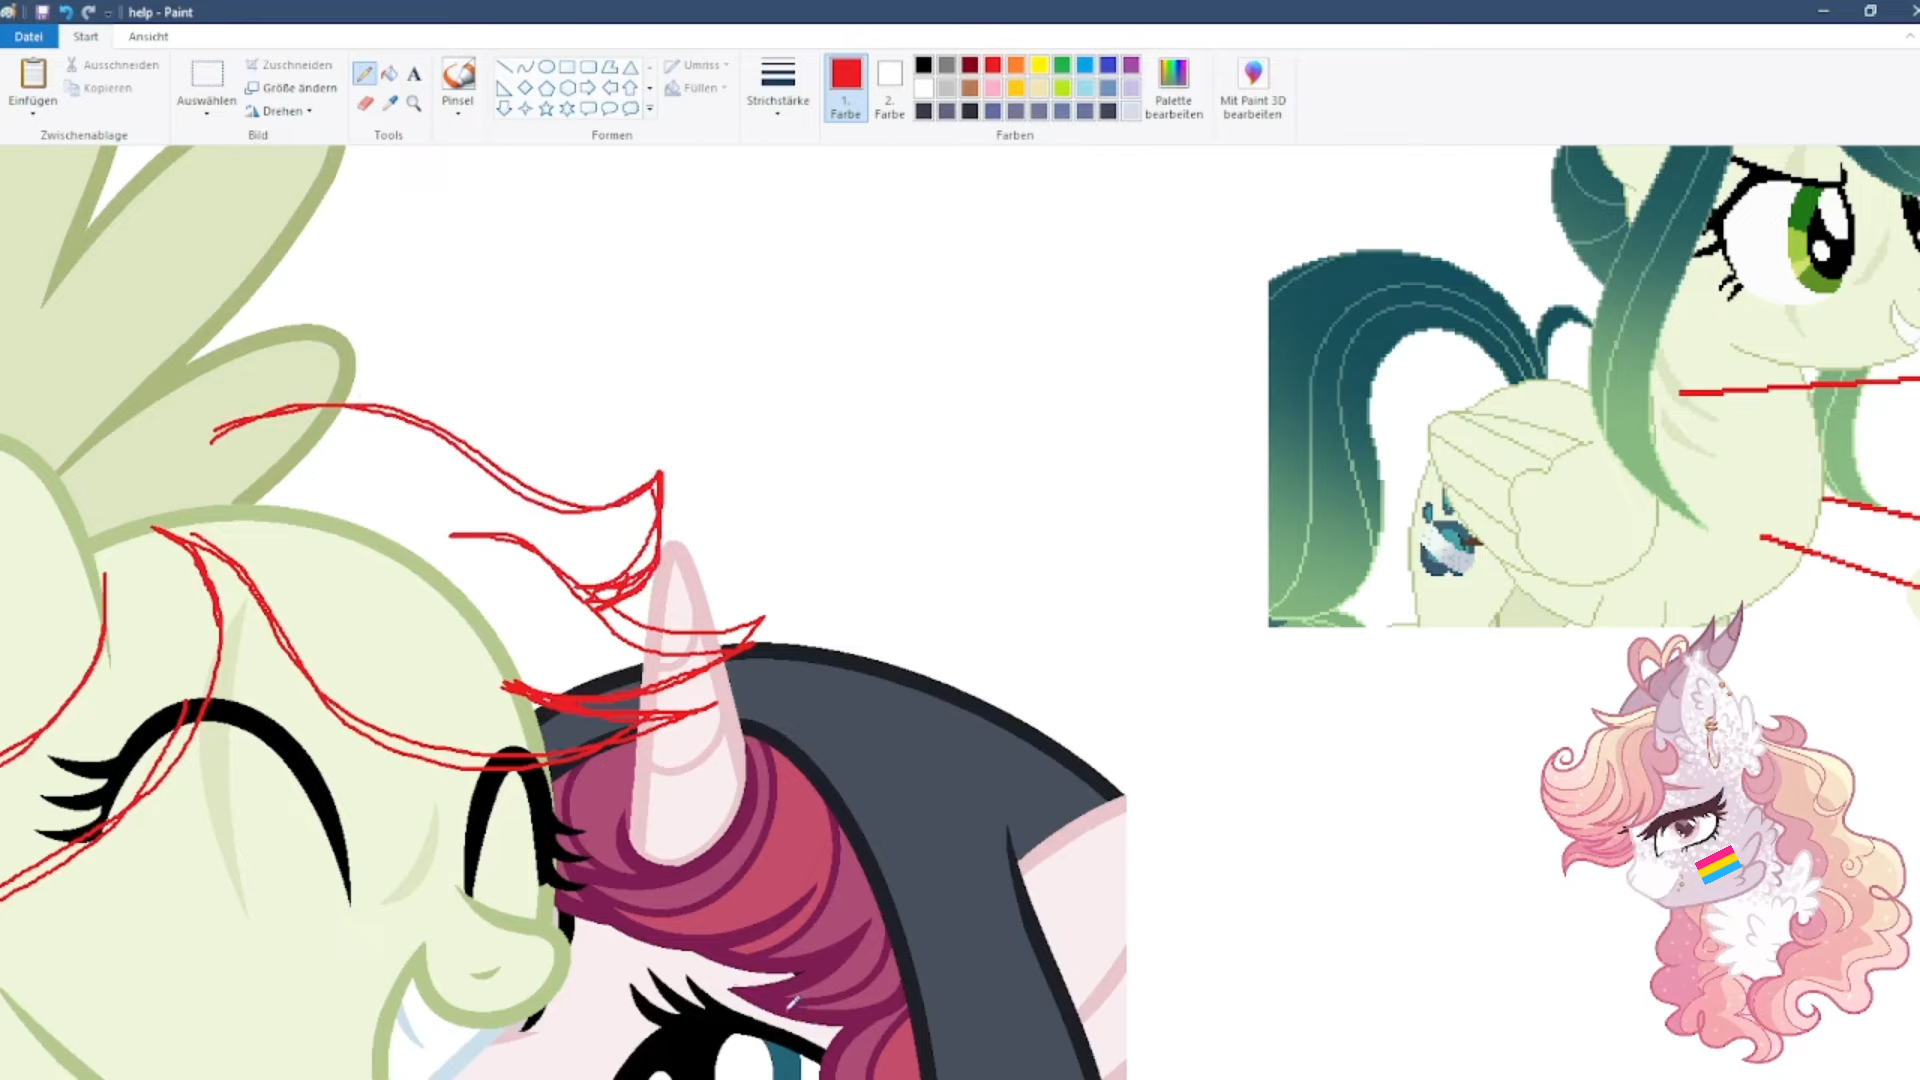 help - Paint
Datei Start Ansicht
Einfügen Ausschneiden Kopieren Auswählen Zuschneiden Größe ändern Drehen A Pinsel Umriss Füllen Strichstärke 1. Farbe 2. Farbe Palette bearbeiten Mit Paint 3D bearbeiten
Zwischenablage Bild Tools Formen Farben